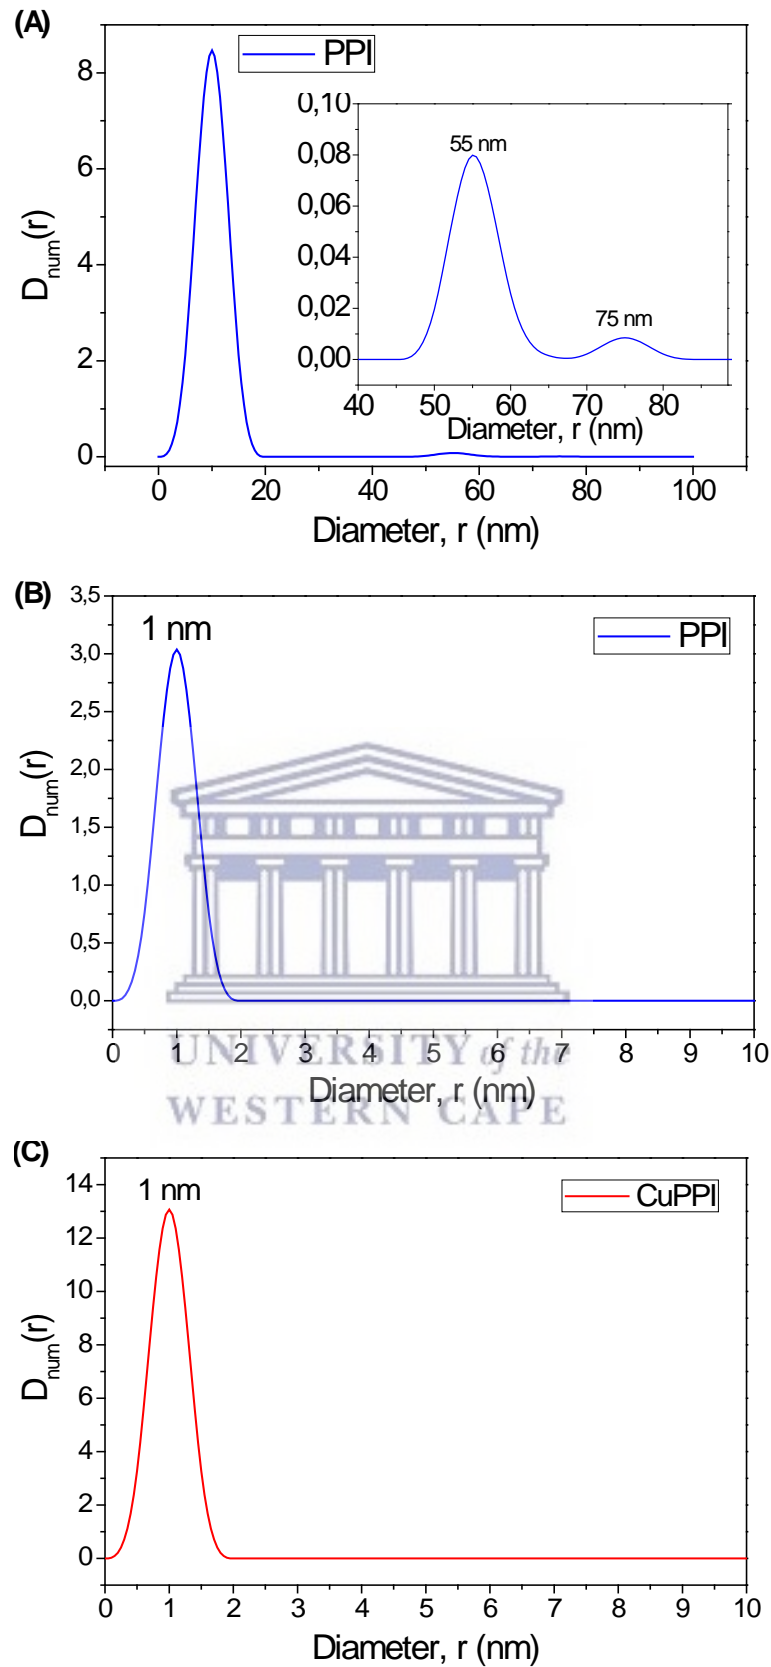 (A)
PPI
8
6
4
2
0
D_num(r)
0 20 40 60 80 100
Diameter, r (nm)
0,10
0,08
0,06
0,04
0,02
0,00
55 nm
75 nm
40 50 60 70 80
Diameter, r (nm)
(B)
1 nm
PPI
3,5
3,0
2,5
2,0
1,5
1,0
0,5
0,0
D_num(r)
0 1 2 3 4 5 6 7 8 9 10
Diameter, r (nm)
UNIVERSITY of the
WESTERN CAPE
(C)
1 nm
CuPPI
14
12
10
8
6
4
2
0
D_num(r)
0 1 2 3 4 5 6 7 8 9 10
Diameter, r (nm)